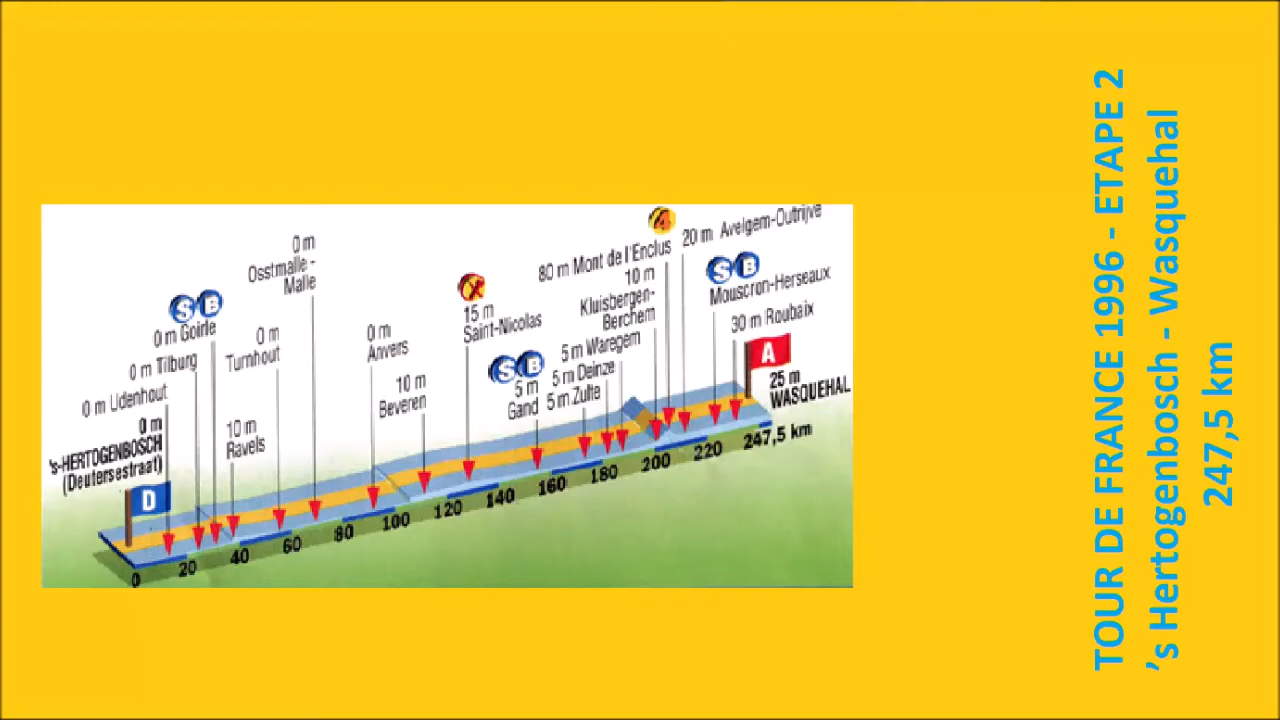 TOUR DE FRANCE 1996 - ETAPE 2
's Hertogenbosch - Wasquehal
247,5 km
0 m
's-HERTOGENBOSCH
(Deutersestraat)
D
0 m Udenhout
0 m Tilburg
S B
0 m Goirle
10 m
Ravels
0 m
Turnhout
0 m
Osstmalle -
Malle
0 m
Anvers
10 m
Beveren
X
15 m
Saint-Nicolas
S B
5 m
Gand
5 m Zulte
5 m Deinze
5 m Waregem
10 m
Kluisbergen-
Berchem
4
80 m Mont de l'Enclus
20 m Avelgem-Outrijve
S B
Mouscron-Herseaux
30 m Roubaix
A
25 m
WASQUEHAL
0 20 40 60 80 100 120 140 160 180 200 220 247,5 km